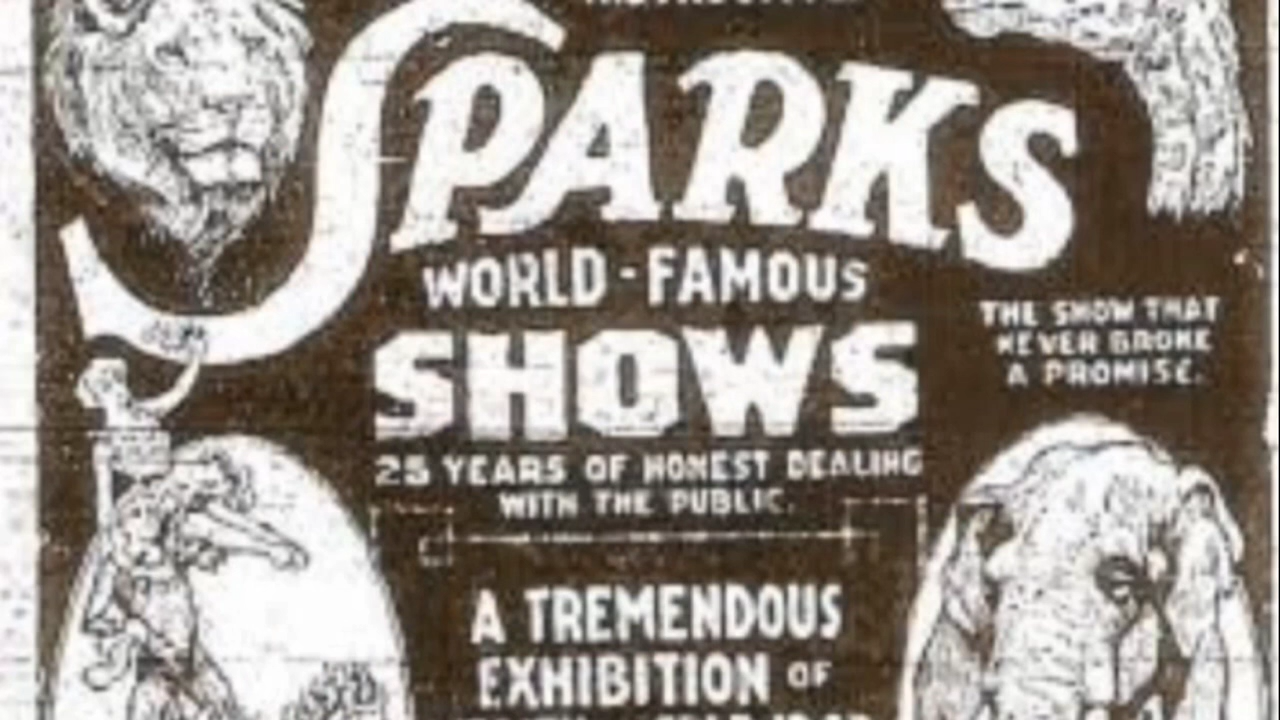 SPARKS
WORLD-FAMOUS
SHOWS
THE SHOW THAT
NEVER BROKE
A PROMISE.
25 YEARS OF HONEST DEALING
WITH THE PUBLIC.
A TREMENDOUS
EXHIBITION OF